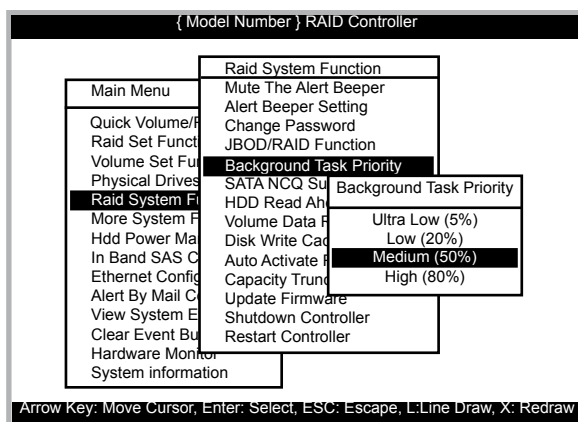 { Model Number } RAID Controller
Main Menu
Quick Volume/
Raid Set Funct
Volume Set Fu
Physical Drives
Raid System F
More System F
Hdd Power Ma
In Band SAS C
Ethernet Config
Alert By Mail C
View System E
Clear Event Bu
Hardware Monitor
System information
Raid System Function
Mute The Alert Beeper
Alert Beeper Setting
Change Password
JBOD/RAID Function
Background Task Priority
SATA NCQ Su
HDD Read Ah
Volume Data
Disk Write Cac
Auto Activate
Capacity Trunc
Update Firmware
Shutdown Controller
Restart Controller
Background Task Priority
Ultra Low (5%)
Low (20%)
Medium (50%)
High (80%)
Arrow Key: Move Cursor, Enter: Select, ESC: Escape, L:Line Draw, X: Redraw